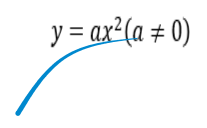 y = ax²(a ≠ 0)